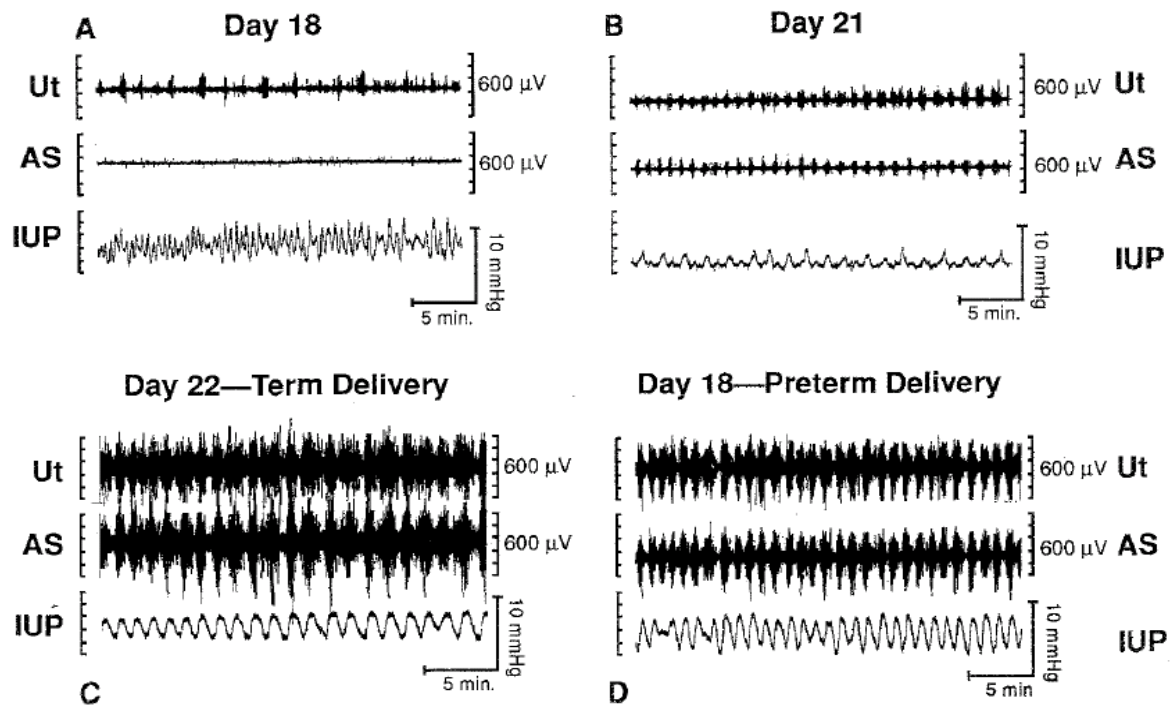 A Day 18
Ut 600 µV
AS 600 µV
IUP 10 mmHg
5 min.
B Day 21
600 µV Ut
600 µV AS
10 mmHg IUP
5 min.
Day 22—Term Delivery
Ut 600 µV
AS 600 µV
IUP 10 mmHg
5 min.
C
Day 18—Preterm Delivery
600 µV Ut
600 µV AS
10 mmHg IUP
5 min
D